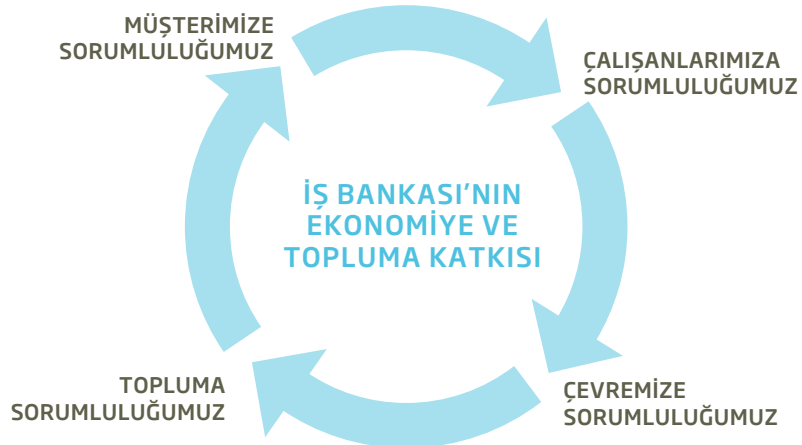 MÜŞTERİMİZE
SORUMLULUĞUMUZ
ÇALIŞANLARIMIZA
SORUMLULUĞUMUZ
İŞ BANKASI'NIN
EKONOMİYE VE
TOPLUMA KATKISI
TOPLUMA
SORUMLULUĞUMUZ
ÇEVREMİZE
SORUMLULUĞUMUZ